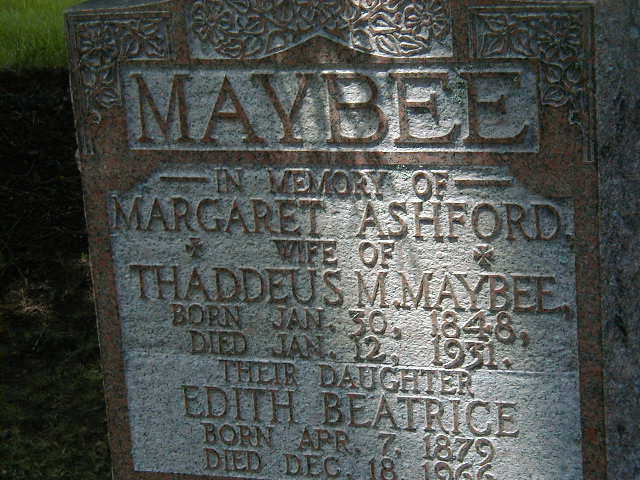 MAYBEE
IN MEMORY OF
MARGARET ASHFORD.
WIFE OF
THADDEUS M. MAYBEE,
BORN JAN. 30, 1848,
DIED JAN. 12, 1931.
THEIR DAUGHTER
EDITH BEATRICE
BORN APR. 7, 1879
DIED DEC. 18, 1966